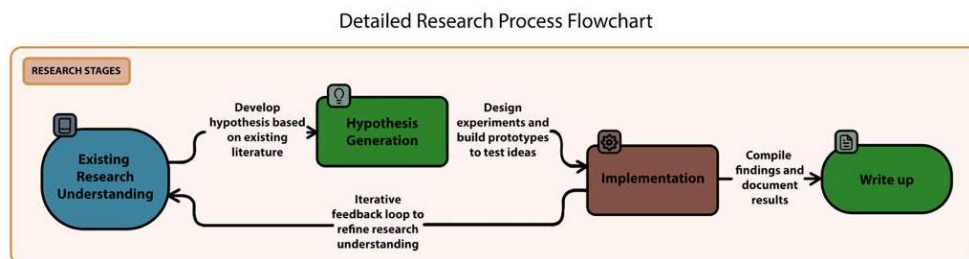 Detailed Research Process Flowchart
RESEARCH STAGES
Existing
Research
Understanding
Develop
hypothesis based
on existing
literature
Hypothesis
Generation
Design
experiments and
build prototypes
to test ideas
Implementation
Iterative
feedback loop to
refine research
understanding
Compile
findings and
document
results
Write up